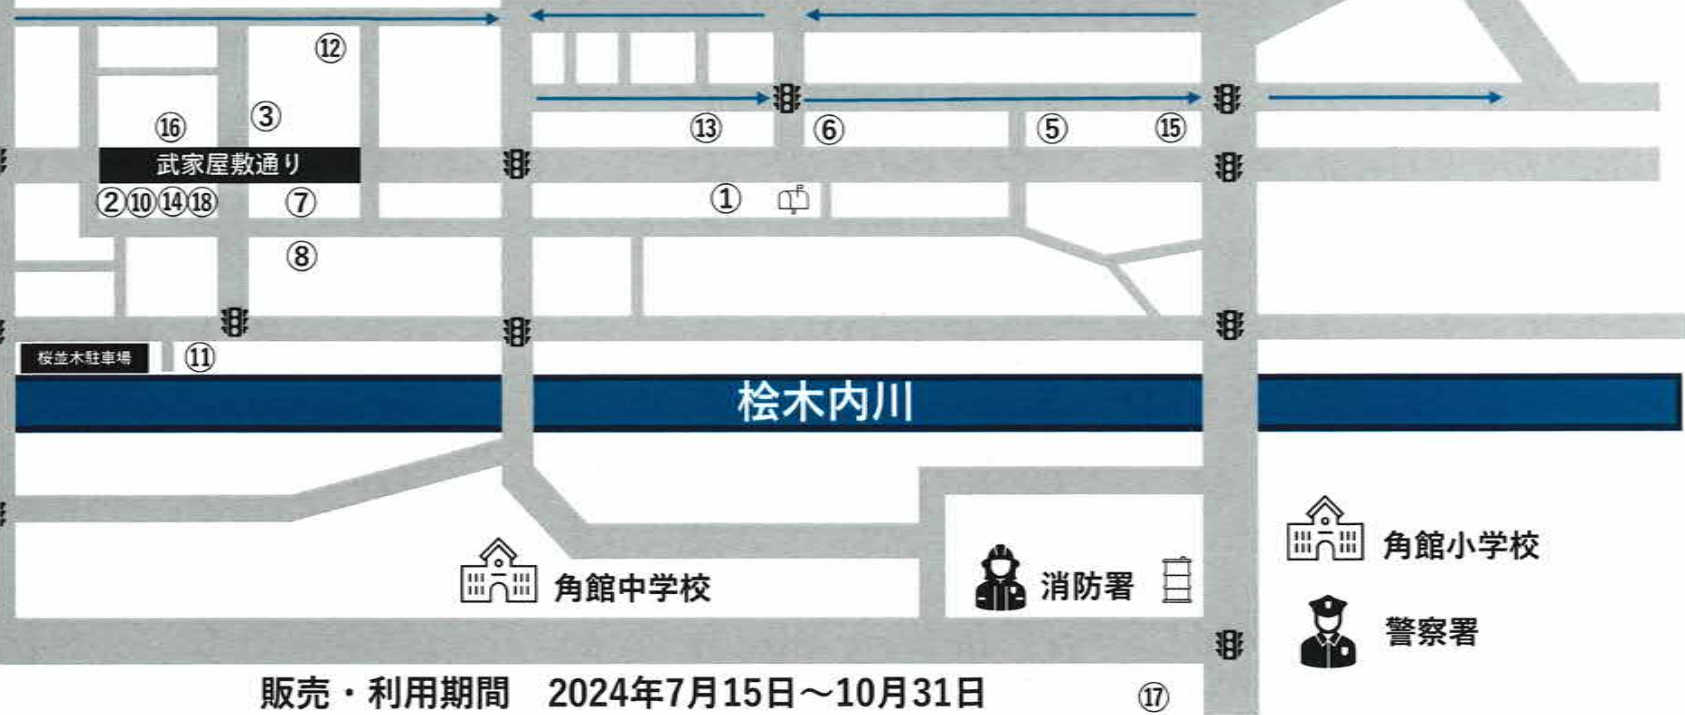 ⑫
③
⑯
⑬
⑥
⑤
⑮
武家屋敷通り
②⑩⑭⑱
⑦
①
⑧
桜並木駐車場
⑪
桧木内川
角館小学校
角館中学校
消防署
警察署
販売・利用期間 2024年7月15日～10月31日
⑰